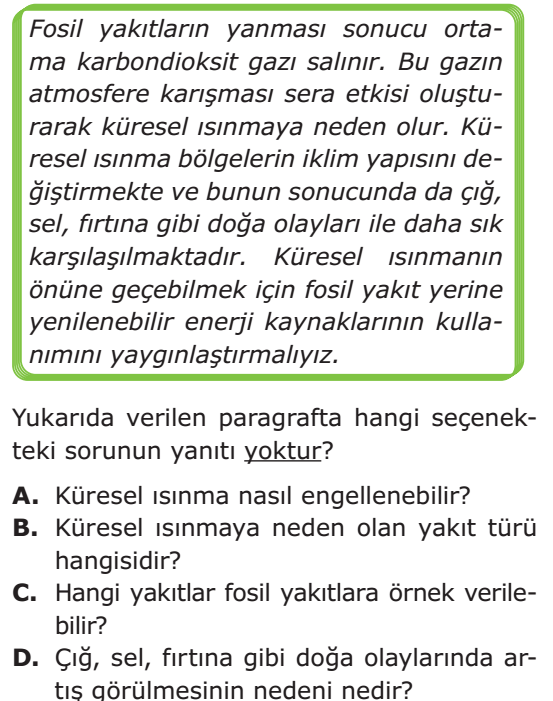 Fosil yakıtların yanması sonucu orta-
ma karbondioksit gazı salınır. Bu gazın
atmosfere karışması sera etkisi oluştu-
rarak küresel ısınmaya neden olur. Kü-
resel ısınma bölgelerin iklim yapısını de-
ğiştirmekte ve bunun sonucunda da çığ,
sel, fırtına gibi doğa olayları ile daha sık
karşılaşılmaktadır. Küresel ısınmanın
önüne geçebilmek için fosil yakıt yerine
yenilenebilir enerji kaynaklarının kulla-
nımını yaygınlaştırmalıyız.
Yukarıda verilen paragrafta hangi seçenek-
teki sorunun yanıtı yoktur?
A. Küresel ısınma nasıl engellenebilir?
B. Küresel ısınmaya neden olan yakıt türü
hangisidir?
C. Hangi yakıtlar fosil yakıtlara örnek verile-
bilir?
D. Çığ, sel, fırtına gibi doğa olaylarında ar-
tış görülmesinin nedeni nedir?